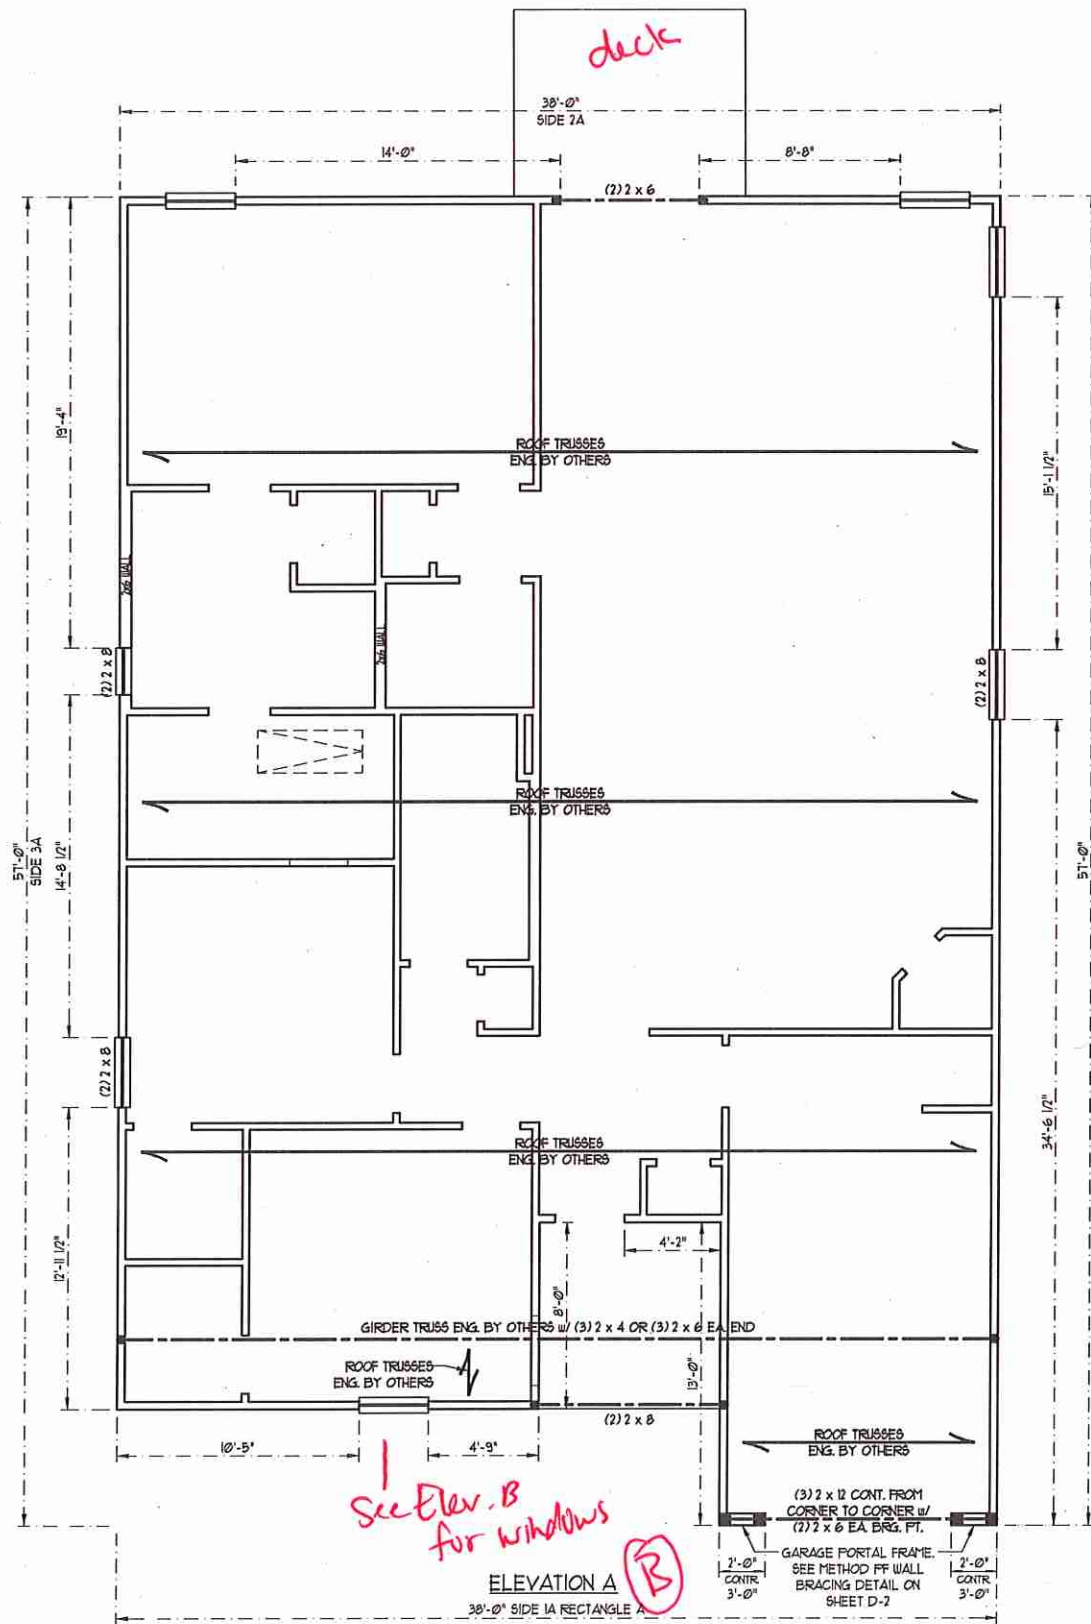 deck
38'-0"
SIDE 2A
14'-0"
8'-8"
(2) 2 x 6
19'-4"
ROOF TRUSSES
ENG. BY OTHERS
15'-1 1/2"
2x6 WALL
2x6 WALL
(2) 2 x 8
(2) 2 x 8
ROOF TRUSSES
ENG. BY OTHERS
57'-0"
SIDE 3A
14'-8 1/2"
57'-0"
(2) 2 x 8
ROOF TRUSSES
ENG. BY OTHERS
34'-6 1/2"
4'-2"
12'-11 1/2"
8'-0"
GIRDER TRUSS ENG. BY OTHERS w/ (3) 2 x 4 OR (3) 2 x 6 EA. END
ROOF TRUSSES
ENG. BY OTHERS
13'-0"
(2) 2 x 8
10'-5"
4'-9"
ROOF TRUSSES
ENG. BY OTHERS
See Elev. B
for windows
(3) 2 x 12 CONT. FROM
CORNER TO CORNER w/
(2) 2 x 6 EA. BRG. PT.
GARAGE PORTAL FRAME.
SEE METHOD PF WALL
BRACING DETAIL ON
SHEET D-2
2'-0"
CONTR.
3'-0"
2'-0"
CONTR.
3'-0"
ELEVATION A
B
38'-0" SIDE 1A RECTANGLE A